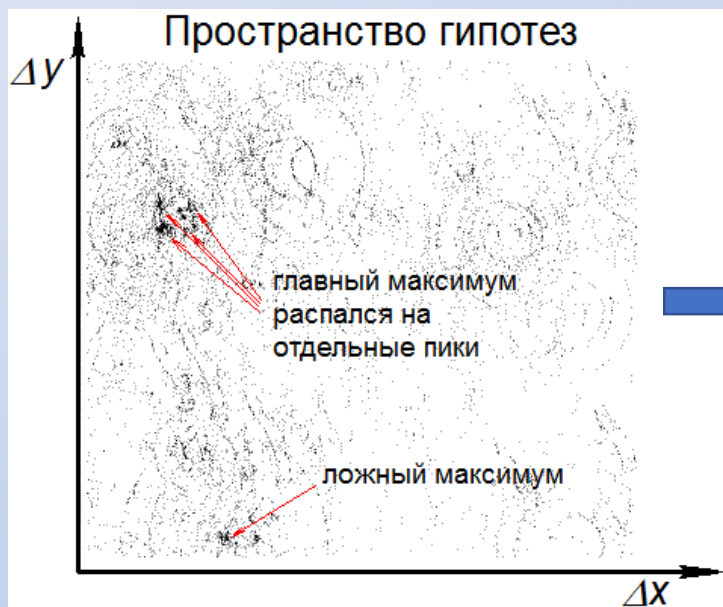 Пространство гипотез
Δy
главный максимум
распался на
отдельные пики
ложный максимум
Δx